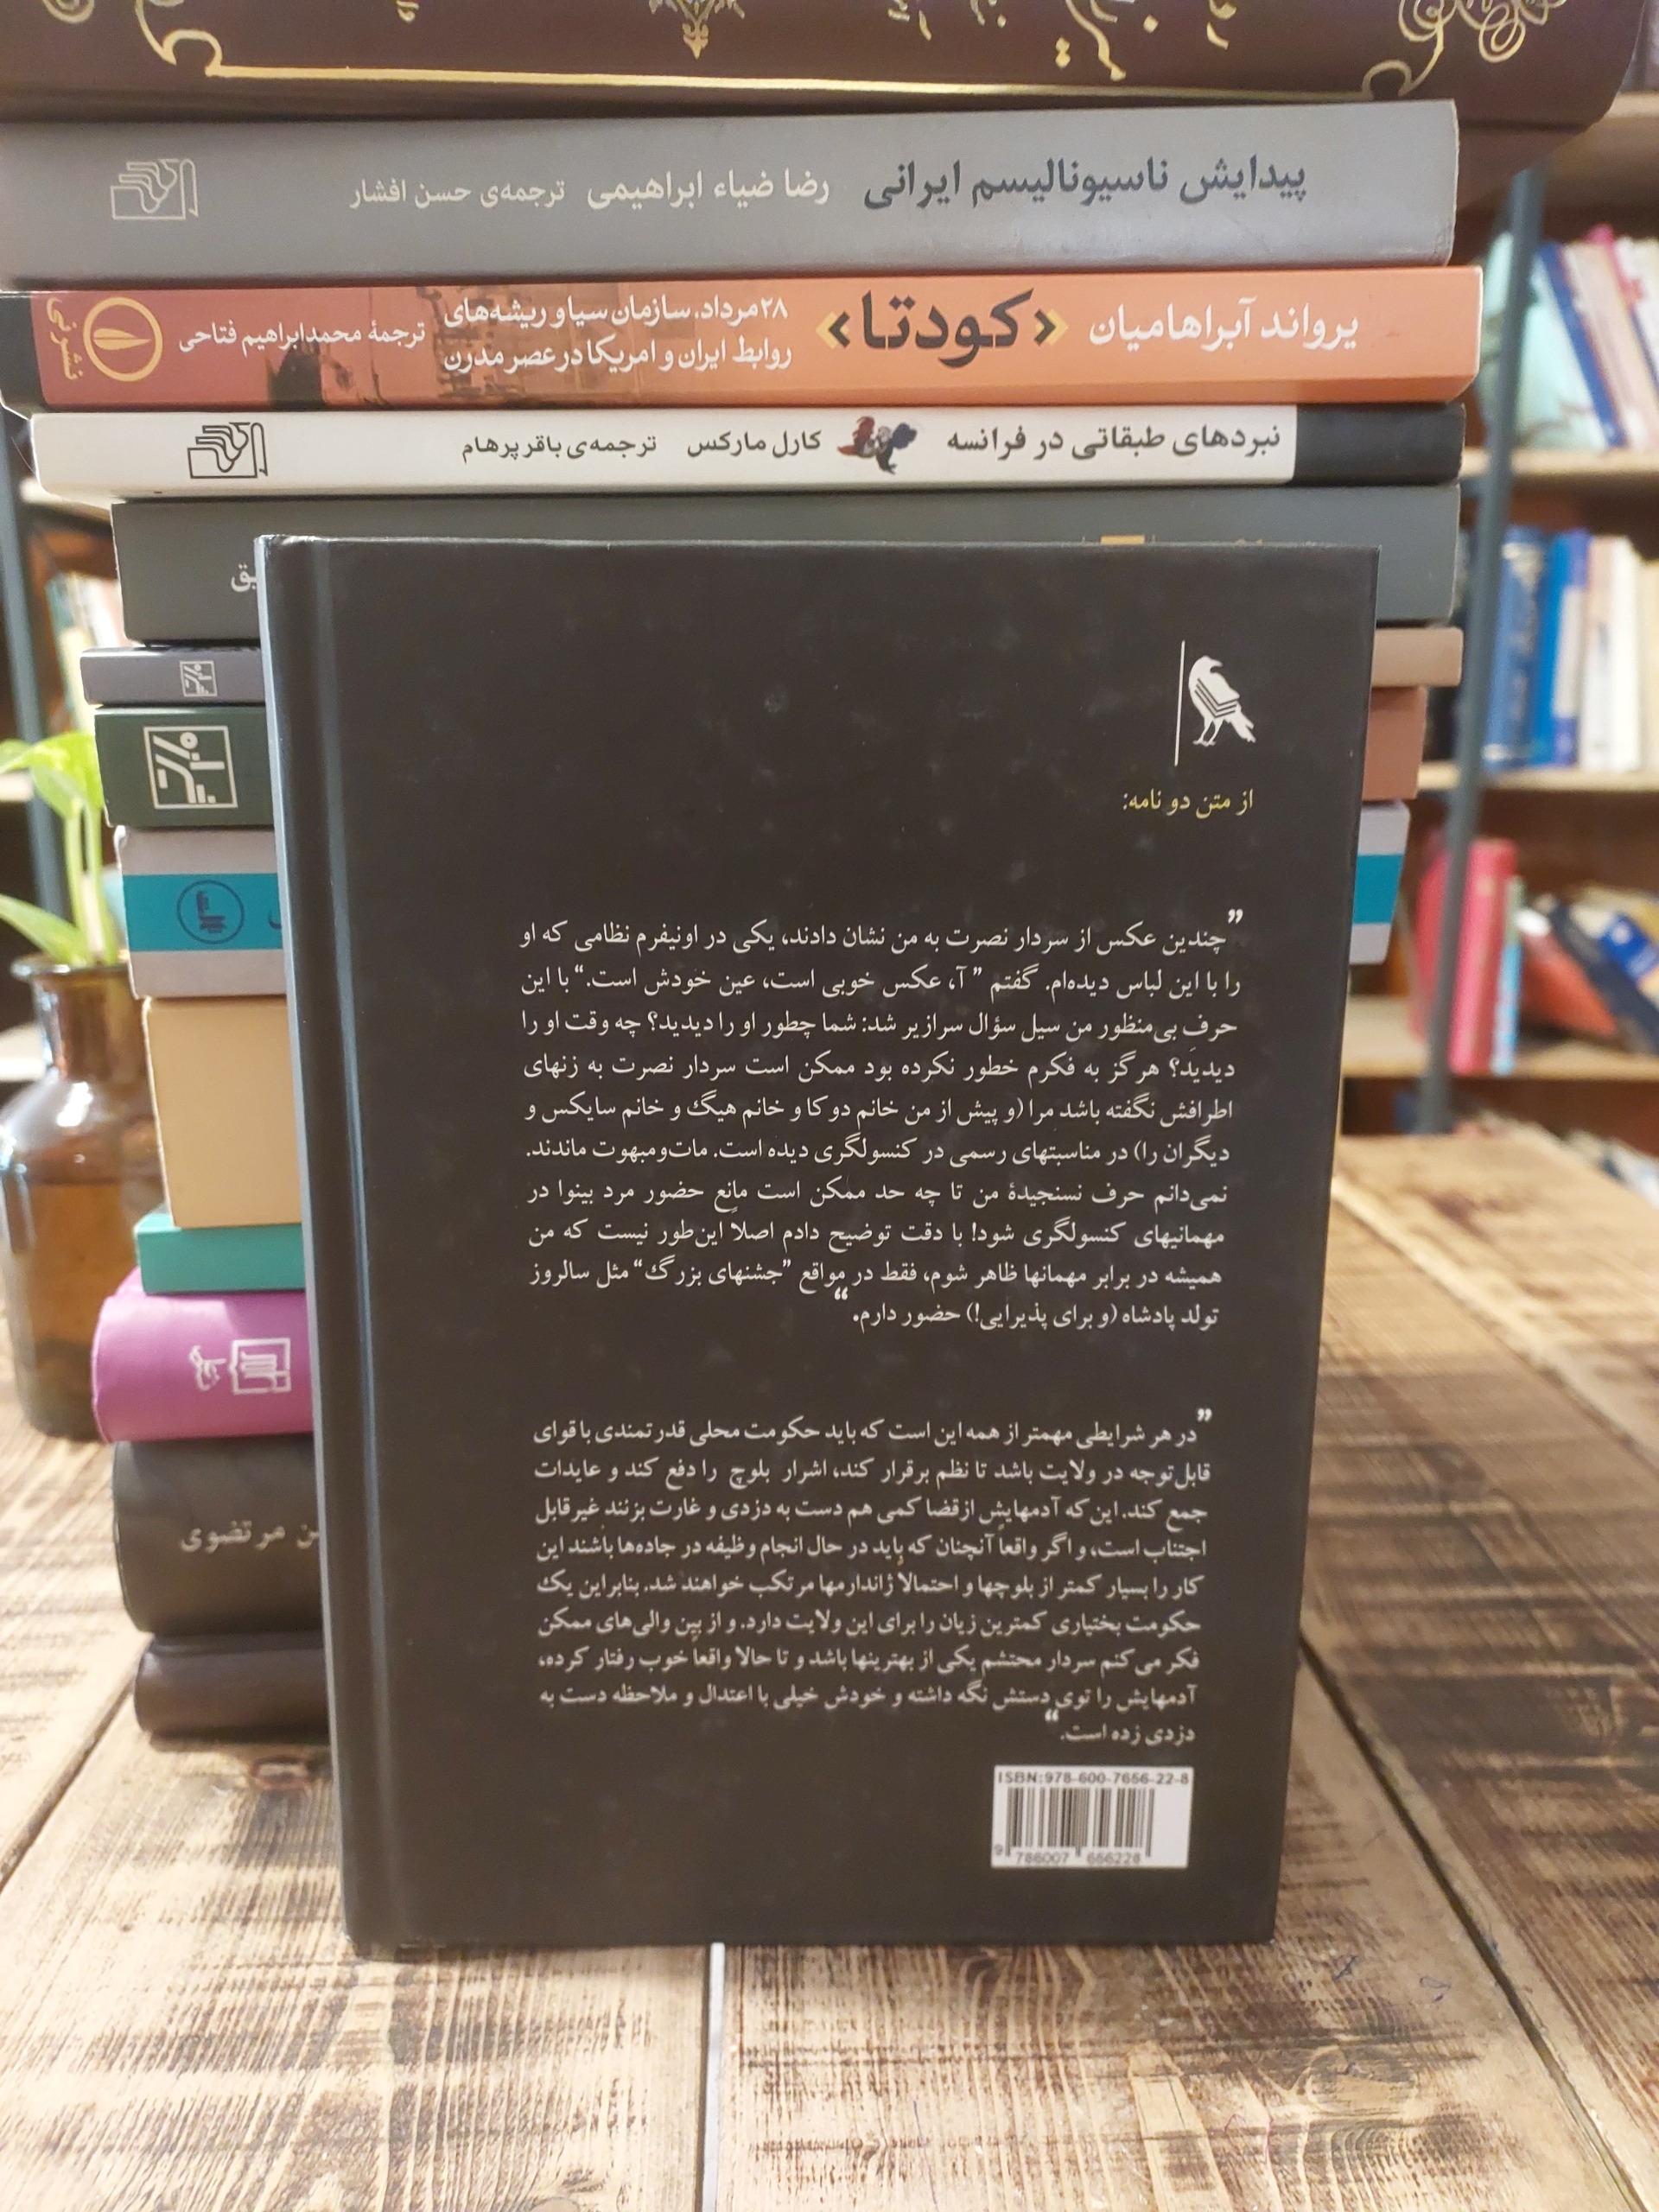 پیدایش ناسیونالیسم ایرانی رضا ضیاء ابراهیمی ترجمه‌ی حسن افشار
یرواند آبراهامیان <کودتا> ۲۸مرداد، سازمان سیا و ریشه‌های
روابط ایران و امریکا در عصر مدرن ترجمهٔ محمدابراهیم فتاحی
نشر نی
نبردهای طبقاتی در فرانسه کارل مارکس ترجمه‌ی باقر پرهام
از متن دو نامه:
”چندین عکس از سردار نصرت به من نشان دادند، یکی در اونیفرم نظامی که او
را با این لباس دیده‌ام. گفتم ”آ، عکس خوبی است، عین خودش است.“ با این
حرف بی‌منظور من سیل سؤال سرازیر شد: شما چطور او را دیدید؟ چه وقت او را
دیدید؟ هرگز به فکرم خطور نکرده بود ممکن است سردار نصرت به زنهای
اطرافش نگفته باشد مرا (و پیش از من خانم دوکا و خانم هیگ و خانم سایکس و
دیگران را) در مناسبتهای رسمی در کنسولگری دیده است. مات‌ومبهوت ماندند.
نمی‌دانم حرف نسنجیدهٔ من تا چه حد ممکن است مانع حضور مرد بینوا در
مهمانیهای کنسولگری شود! با دقت توضیح دادم اصلاً این‌طور نیست که من
همیشه در برابر مهمانها ظاهر شوم، فقط در مواقع ”جشنهای بزرگ“ مثل سالروز
تولد پادشاه (و برای پذیرایی!) حضور دارم.“
”در هر شرایطی مهمتر از همه این است که باید حکومت محلی قدرتمندی با قوای
قابل‌توجه در ولایت باشد تا نظم برقرار کند، اشرار بلوچ را دفع کند و عایدات
جمع کند. این که آدمهایش ازقضا کمی هم دست به دزدی و غارت بزنند غیرقابل
اجتناب است، و اگر واقعاً آنچنان که باید در حال انجام وظیفه در جاده‌ها باشند این
کار را بسیار کمتر از بلوچها و احتمالاً ژاندارمها مرتکب خواهند شد. بنابراین یک
حکومت بختیاری کمترین زیان را برای این ولایت دارد. و از بین والی‌های ممکن
فکر می‌کنم سردار محتشم یکی از بهترینها باشد و تا حالا واقعاً خوب رفتار کرده،
آدمهایش را توی دستش نگه داشته و خودش خیلی با اعتدال و ملاحظه دست به
دزدی زده است.“
ISBN:978-600-7656-22-8
9 786007 656228
مرتضوی